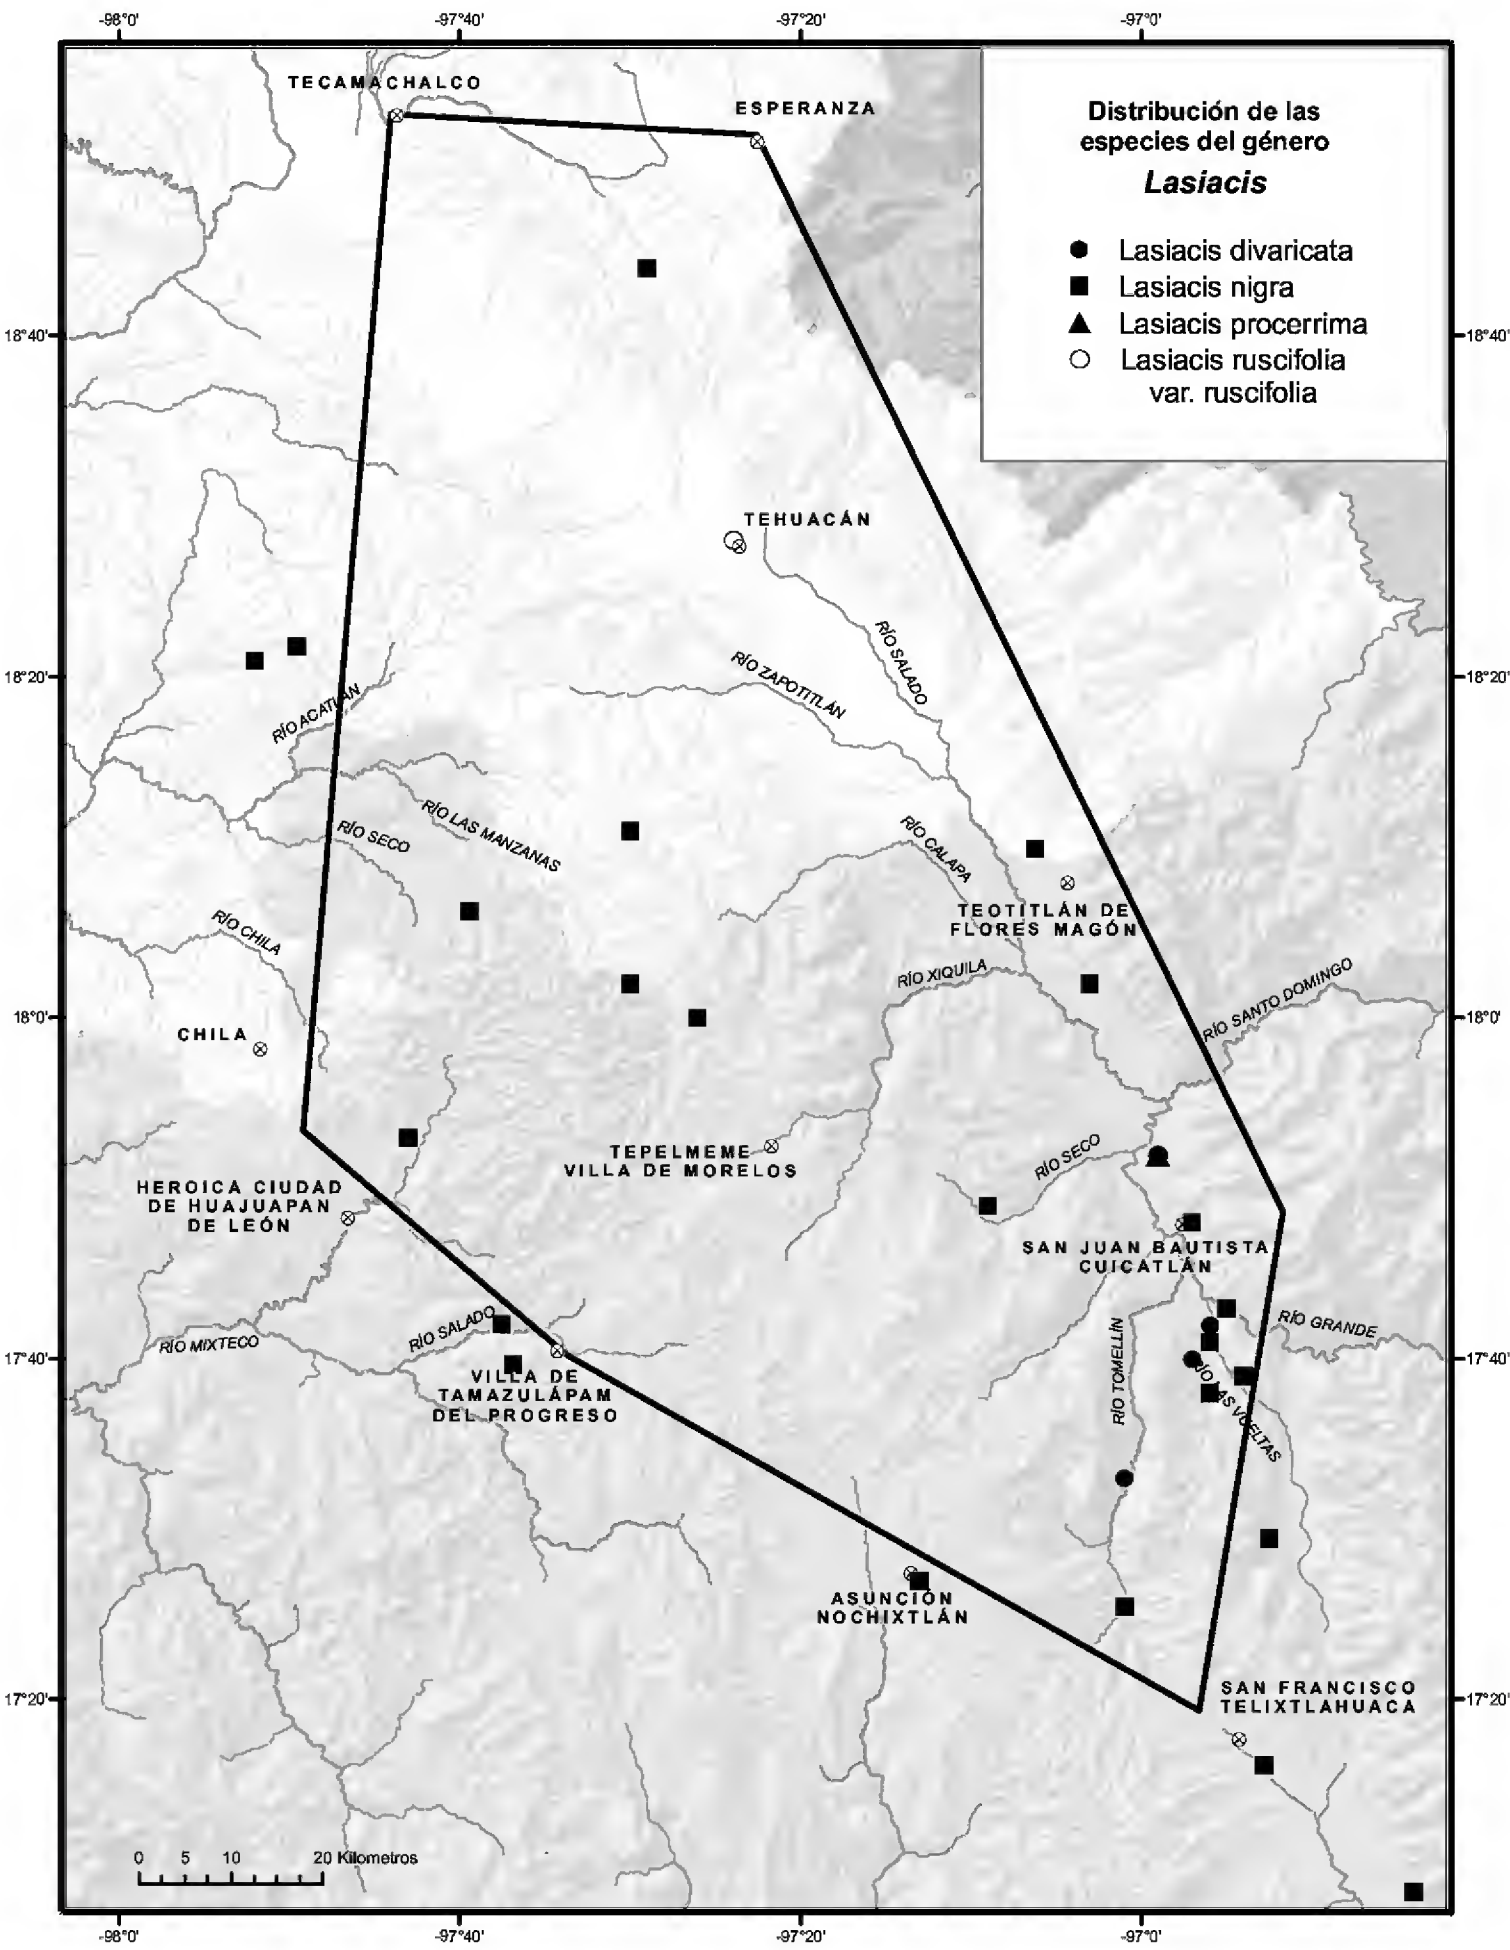 -98°0' -97°40' -97°20' -97°0'
TECAMACHALCO
ESPERANZA
Distribución de las
especies del género
Lasiacis
Lasiacis divaricata
Lasiacis nigra
Lasiacis procerrima
Lasiacis ruscifolia
var. ruscifolia
18°40' 18°40'
TEHUACÁN
RÍO SALADO
RÍO ZAPOTITLÁN
18°20' 18°20'
RÍO ACATLÁN
RÍO LAS MANZANAS
RÍO SECO
RÍO CALAPA
TEOTITLÁN DE
FLORES MAGÓN
RÍO CHILA
RÍO XIQUILA
RÍO SANTO DOMINGO
18°0' 18°0'
CHILA
TEPELMEME
VILLA DE MORELOS
RÍO SECO
HEROICA CIUDAD
DE HUAJUAPAN
DE LEÓN
SAN JUAN BAUTISTA
CUICATLÁN
RÍO GRANDE
RÍO SALADO
RÍO MIXTECO
RÍO TOMELLÍN
17°40' 17°40'
RÍO LAS VUELTAS
VILLA DE
TAMAZULÁPAM
DEL PROGRESO
ASUNCIÓN
NOCHIXTLÁN
SAN FRANCISCO
TELIXTLAHUACA
17°20' 17°20'
0 5 10 20 Kilometros
-98°0' -97°40' -97°20' -97°0'